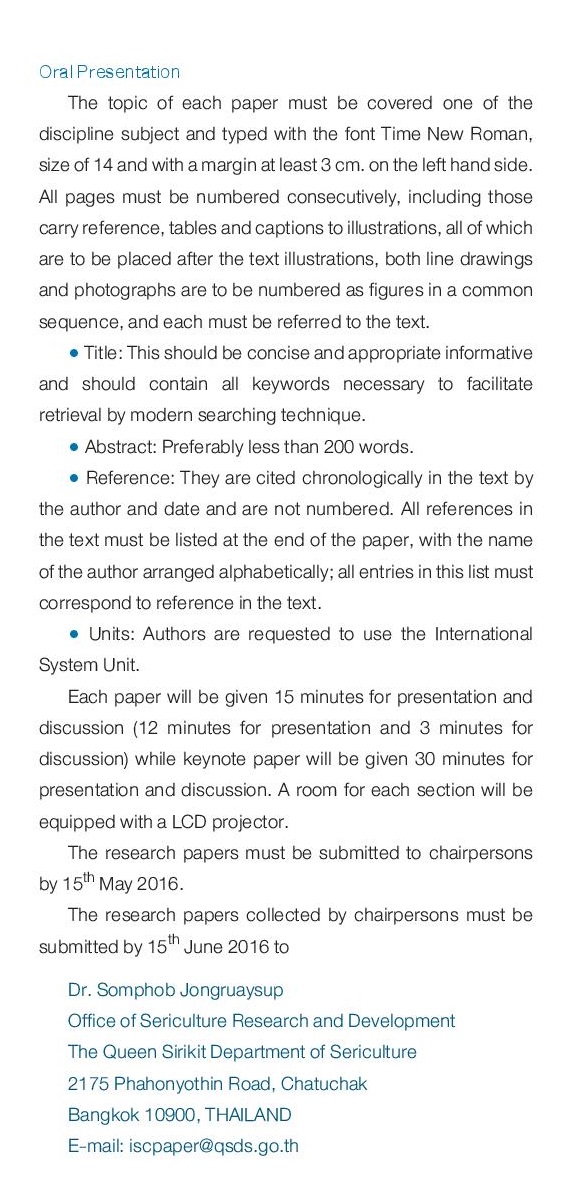 Oral Presentation
The topic of each paper must be covered one of the
discipline subject and typed with the font Time New Roman,
size of 14 and with a margin at least 3 cm. on the left hand side.
All pages must be numbered consecutively, including those
carry reference, tables and captions to illustrations, all of which
are to be placed after the text illustrations, both line drawings
and photographs are to be numbered as figures in a common
sequence, and each must be referred to the text.
• Title: This should be concise and appropriate informative
and should contain all keywords necessary to facilitate
retrieval by modern searching technique.
• Abstract: Preferably less than 200 words.
• Reference: They are cited chronologically in the text by
the author and date and are not numbered. All references in
the text must be listed at the end of the paper, with the name
of the author arranged alphabetically; all entries in this list must
correspond to reference in the text.
• Units: Authors are requested to use the International
System Unit.
Each paper will be given 15 minutes for presentation and
discussion (12 minutes for presentation and 3 minutes for
discussion) while keynote paper will be given 30 minutes for
presentation and discussion. A room for each section will be
equipped with a LCD projector.
The research papers must be submitted to chairpersons
by 15th May 2016.
The research papers collected by chairpersons must be
submitted by 15th June 2016 to
Dr. Somphob Jongruaysup
Office of Sericulture Research and Development
The Queen Sirikit Department of Sericulture
2175 Phahonyothin Road, Chatuchak
Bangkok 10900, THAILAND
E-mail: iscpaper@qsds.go.th